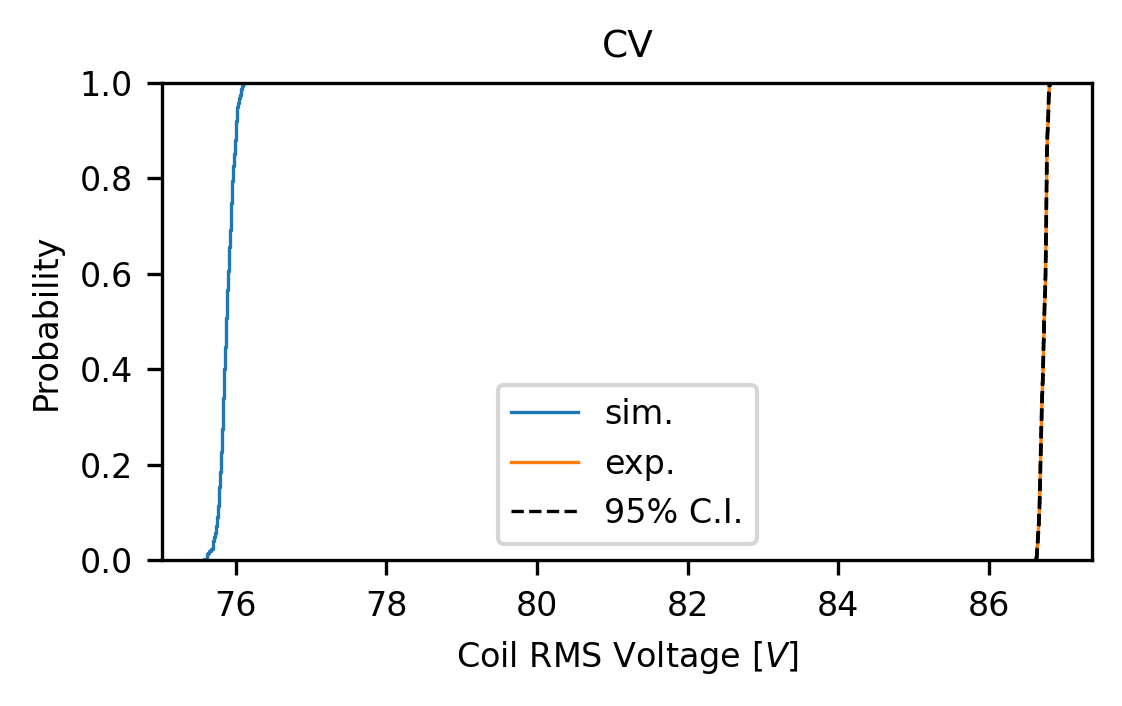 CV
1.0
0.8
0.6
0.4
0.2
0.0
Probability
sim.
exp.
95% C.I.
76 78 80 82 84 86
Coil RMS Voltage [V]